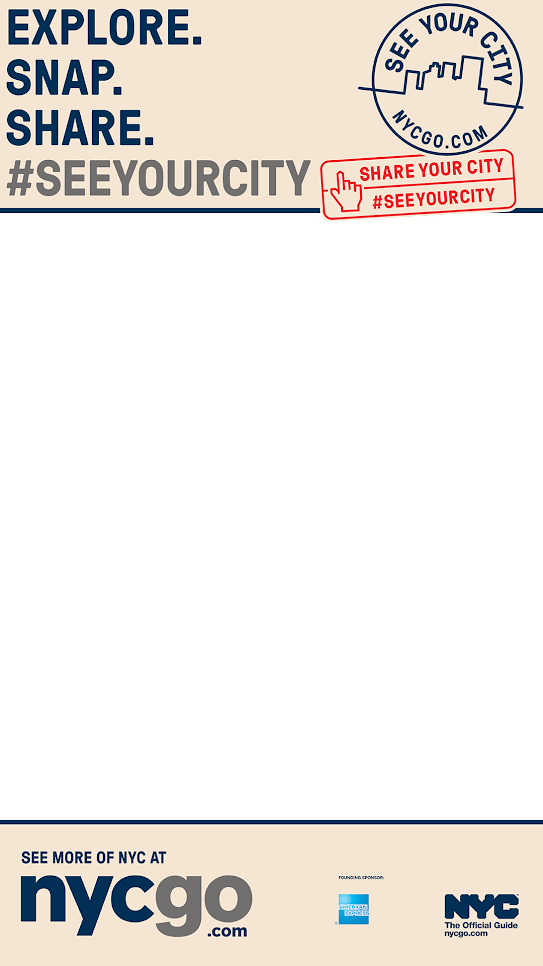 EXPLORE.
SNAP.
SHARE.
#SEEYOURCITY
SEE YOUR CITY
NYCGO.COM
SHARE YOUR CITY
#SEEYOURCITY
SEE MORE OF NYC AT
nycgo
.com
FOUNDING SPONSOR:
AMERICAN
EXPRESS
NYC
The Official Guide
nycgo.com